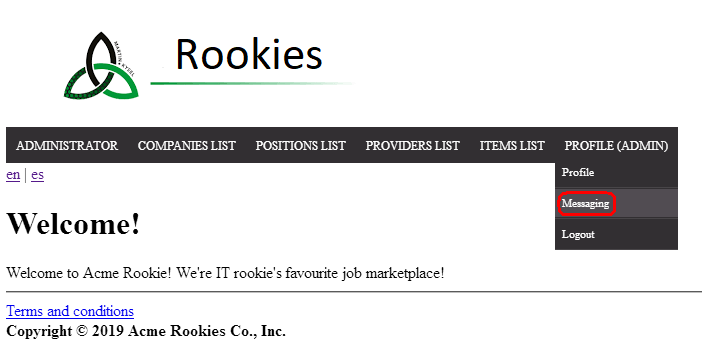 Rookies
MARTIN KYSEL
ADMINISTRATOR COMPANIES LIST POSITIONS LIST PROVIDERS LIST ITEMS LIST PROFILE (ADMIN)
Profile
Messaging
Logout
en | es
Welcome!
Welcome to Acme Rookie! We're IT rookie's favourite job marketplace!
Terms and conditions
Copyright © 2019 Acme Rookies Co., Inc.